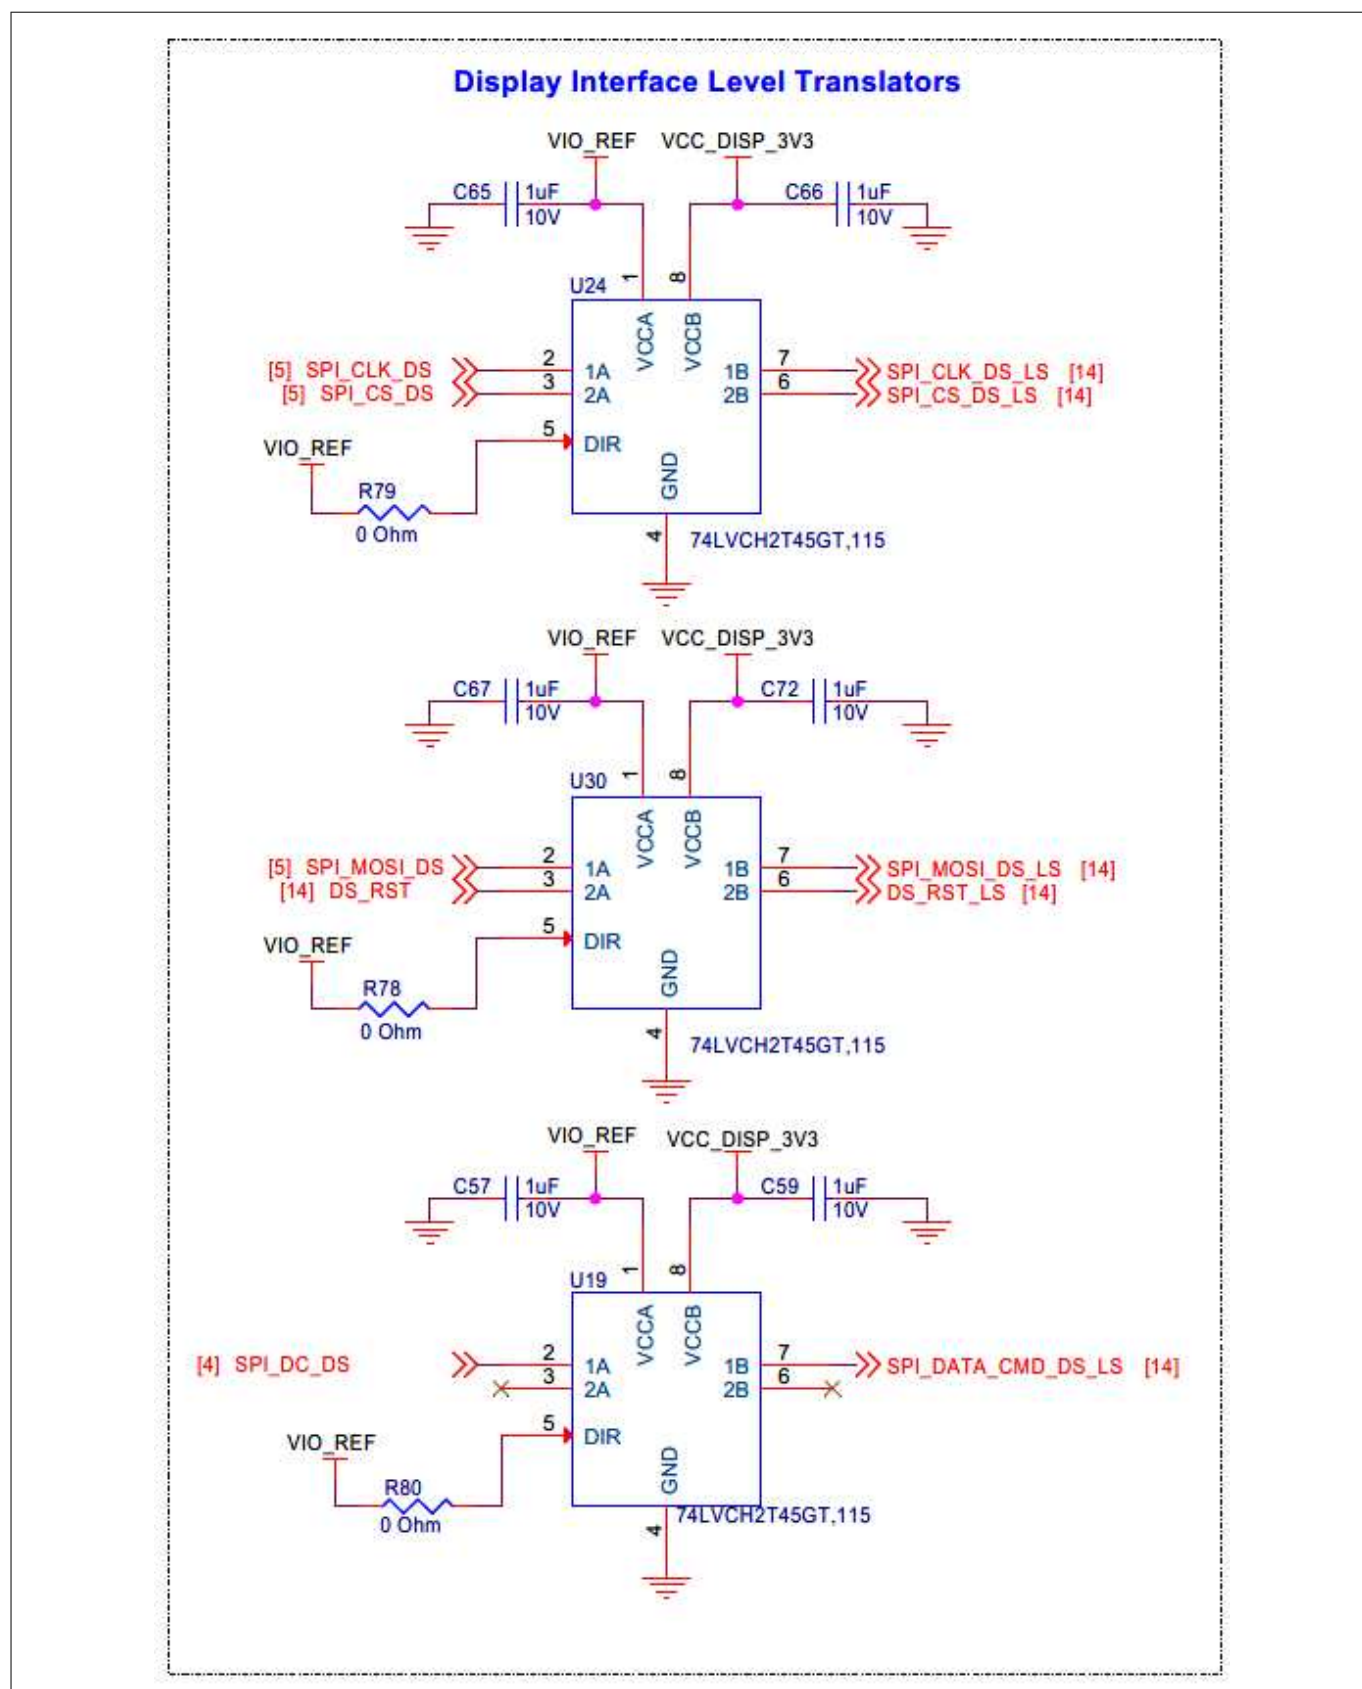 Display Interface Level Translators
VIO_REF VCC_DISP_3V3
C65 1uF C66 1uF
10V 10V
1 8
U24
VCCA VCCB
[5] SPI_CLK_DS 2 1A 1B 7 SPI_CLK_DS_LS [14]
[5] SPI_CS_DS 3 2A 2B 6 SPI_CS_DS_LS [14]
VIO_REF 5 DIR
GND
R79
0 Ohm
4 74LVCH2T45GT,115
VIO_REF VCC_DISP_3V3
C67 1uF C72 1uF
10V 10V
1 8
U30
VCCA VCCB
[5] SPI_MOSI_DS 2 1A 1B 7 SPI_MOSI_DS_LS [14]
[14] DS_RST 3 2A 2B 6 DS_RST_LS [14]
VIO_REF 5 DIR
GND
R78
0 Ohm
4 74LVCH2T45GT,115
VIO_REF VCC_DISP_3V3
C57 1uF C59 1uF
10V 10V
1 8
U19
VCCA VCCB
[4] SPI_DC_DS 2 1A 1B 7 SPI_DATA_CMD_DS_LS [14]
3 2A 2B 6
VIO_REF 5 DIR
GND
R80
0 Ohm
4 74LVCH2T45GT,115